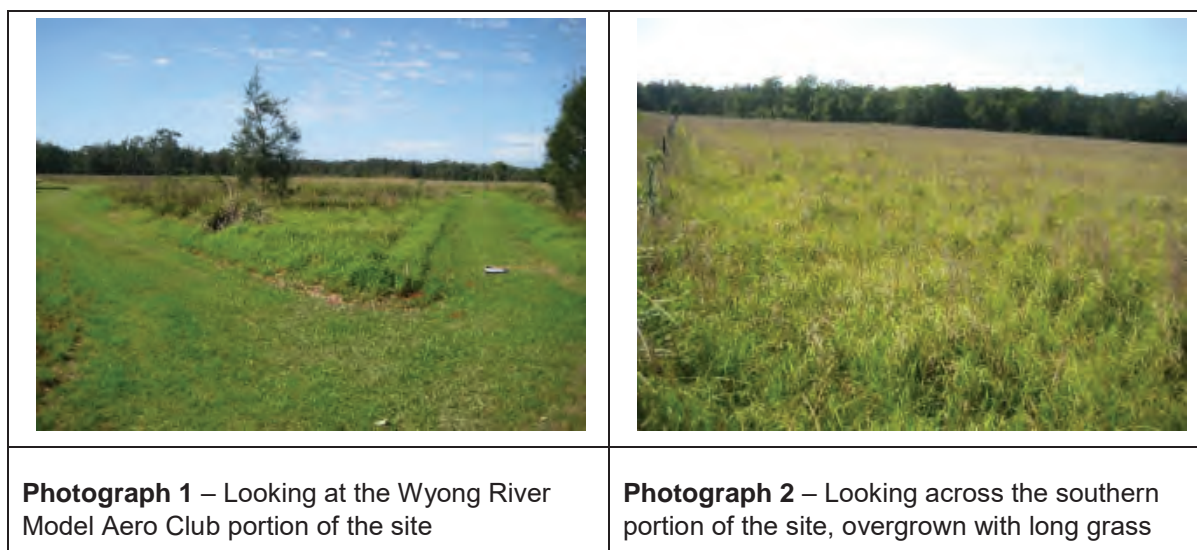 Photograph 1 – Looking at the Wyong River
Model Aero Club portion of the site
Photograph 2 – Looking across the southern
portion of the site, overgrown with long grass